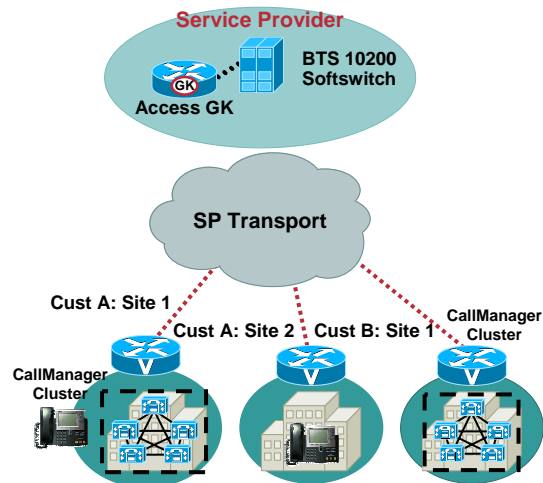 Service Provider
BTS 10200
Softswitch
GK
Access GK
SP Transport
Cust A: Site 1
Cust A: Site 2
Cust B: Site 1
CallManager
Cluster
CallManager
Cluster
V
V
V